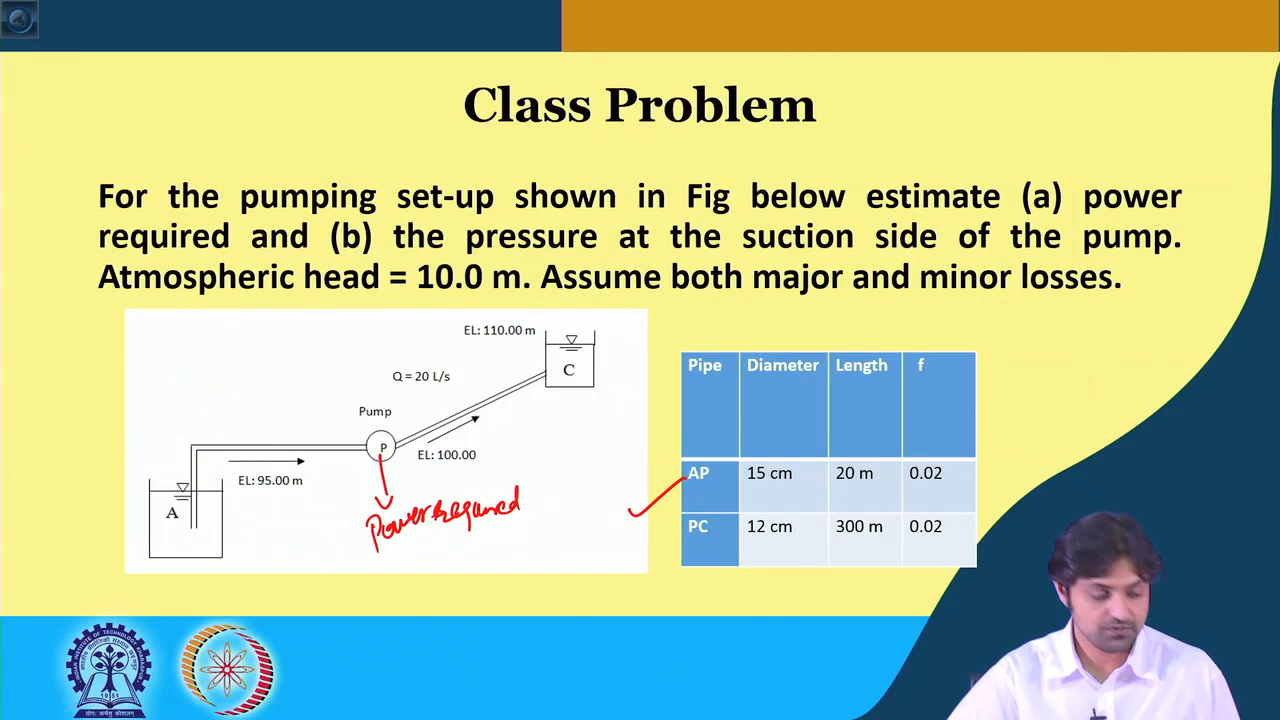 Class Problem
For the pumping set-up shown in Fig below estimate (a) power
required and (b) the pressure at the suction side of the pump.
Atmospheric head = 10.0 m. Assume both major and minor losses.
EL: 110.00 m
C
Q = 20 L/s
Pump
P
EL: 100.00
EL: 95.00 m
A
Power Required
Pipe Diameter Length f
AP 15 cm 20 m 0.02
PC 12 cm 300 m 0.02
1951